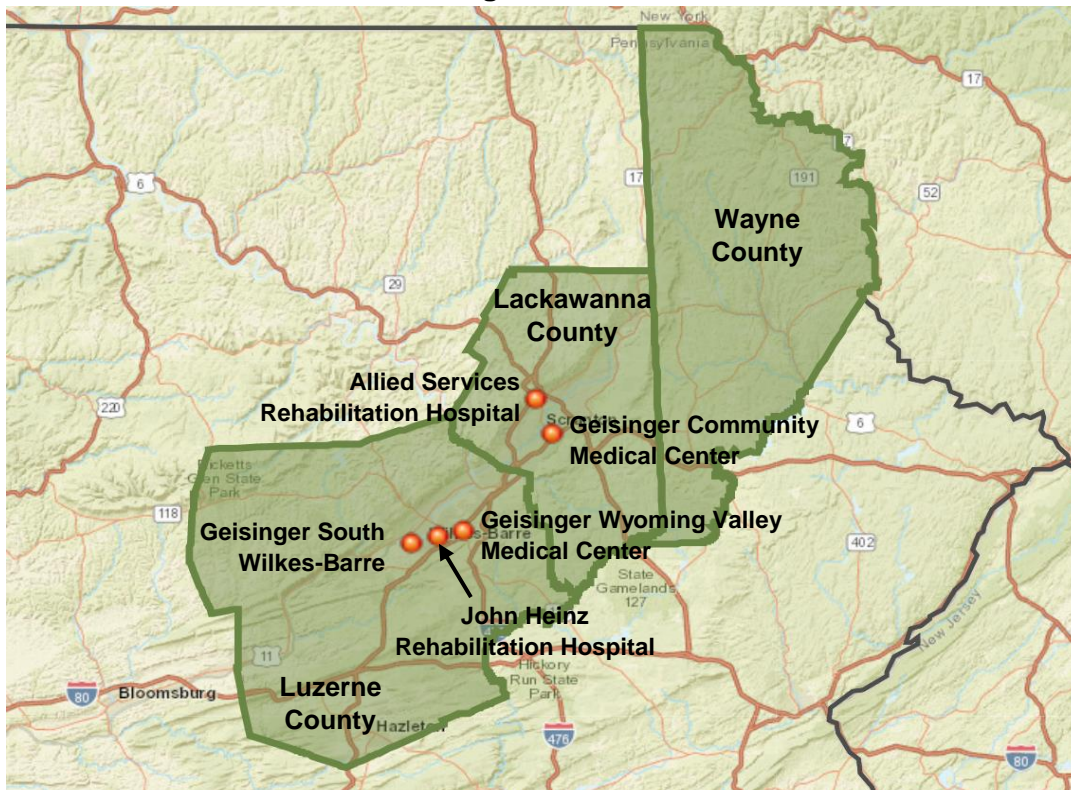 New York
Pennsylvania
17
6
17
191
52
Wayne
County
29
Lackawanna
County
Allied Services
Rehabilitation Hospital
220
Scranton
Geisinger Community
Medical Center
6
Ricketts
Glen State
Park
118
Geisinger South
Wilkes-Barre
Wilkes-Barre
Geisinger Wyoming Valley
Medical Center
402
State
Gamelands
127
John Heinz
Rehabilitation Hospital
New Jersey
11
Hickory
Run State
Park
80
Bloomsburg
Luzerne
County
Hazleton
476
80